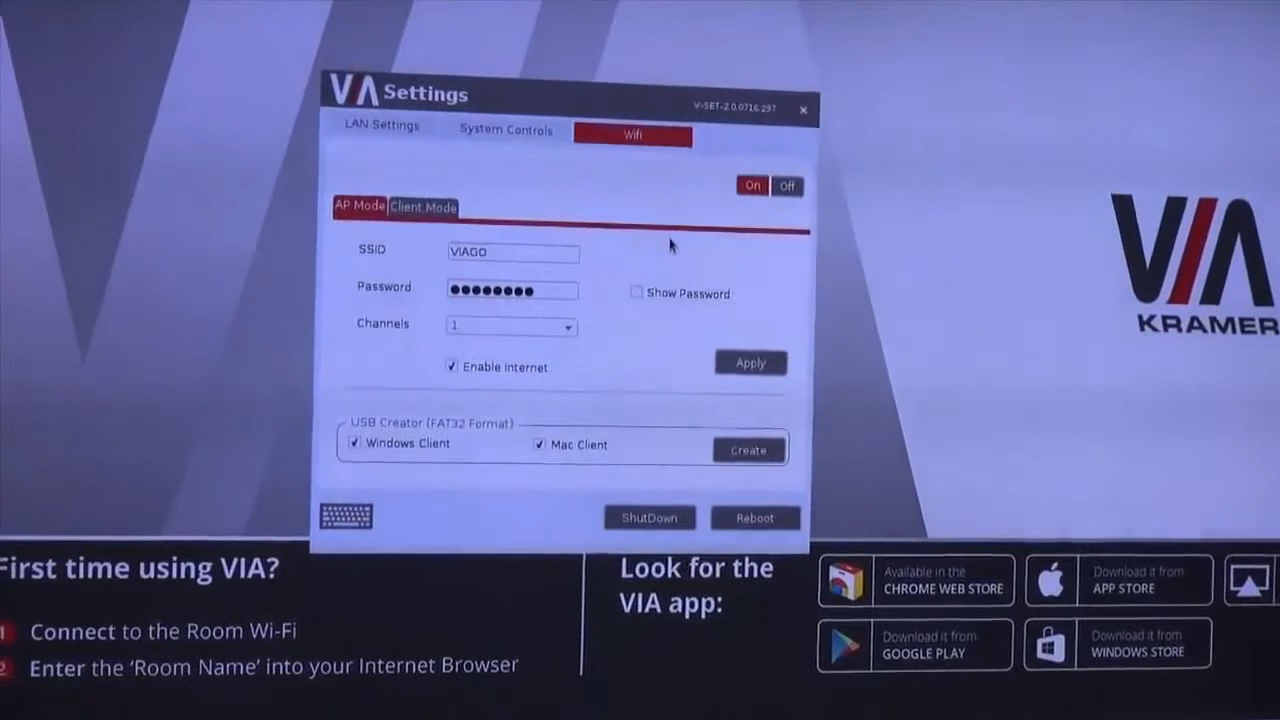 VIA Settings
V-SET-2.0.0716.297
×
LAN Settings
System Controls
Wifi
On
Off
AP Mode
Client Mode
SSID
VIAGO
Password
Show Password
Channels
1
Enable Internet
Apply
USB Creator (FAT32 Format)
Windows Client
Mac Client
Create
ShutDown
Reboot
VIA
KRAMER
First time using VIA?
1 Connect to the Room Wi-Fi
2 Enter the 'Room Name' into your Internet Browser
Look for the
VIA app:
Available in the
CHROME WEB STORE
Download it from
APP STORE
Download it from
GOOGLE PLAY
Download it from
WINDOWS STORE